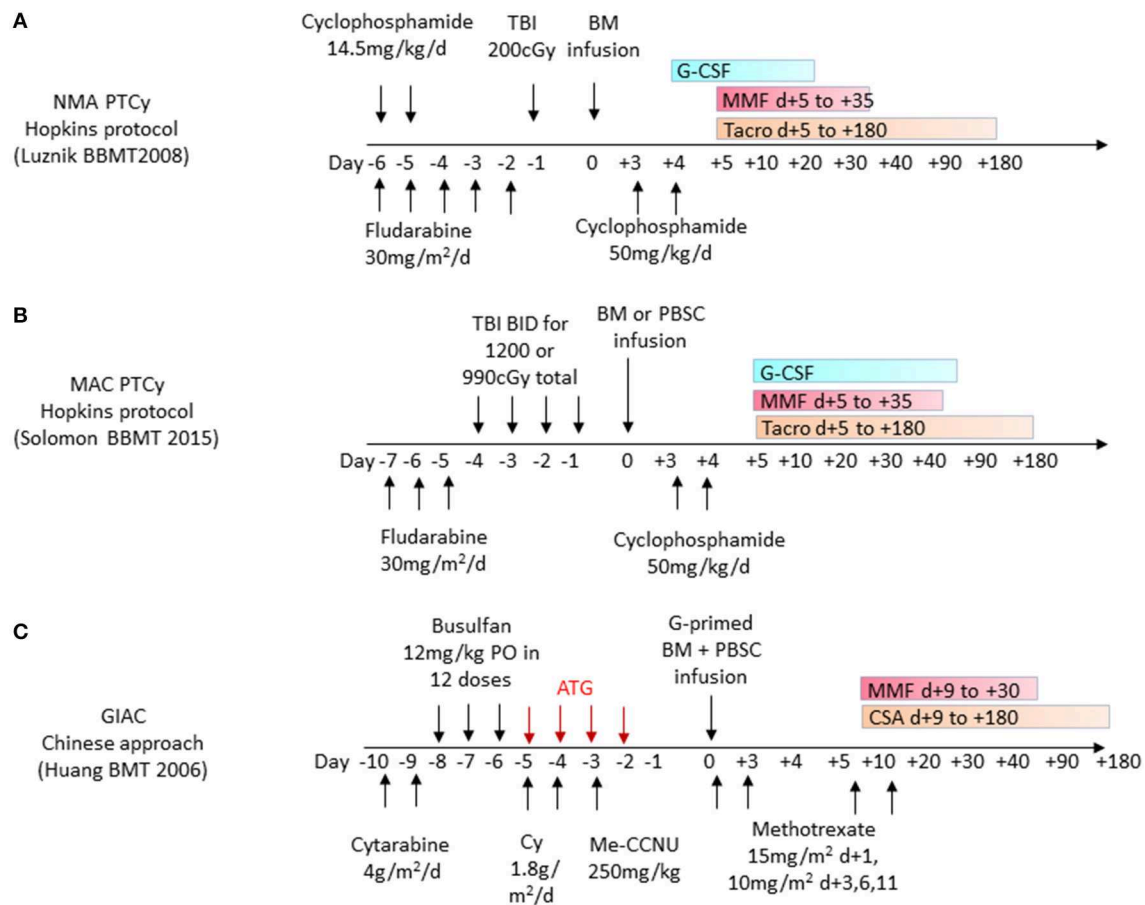 A
NMA PTCy
Hopkins protocol
(Luznik BBMT2008)
Cyclophosphamide
14.5mg/kg/d
TBI
200cGy
BM
infusion
G-CSF
MMF d+5 to +35
Tacro d+5 to +180
Day -6 -5 -4 -3 -2 -1 0 +3 +4 +5 +10 +20 +30 +40 +90 +180
Fludarabine
30mg/m²/d
Cyclophosphamide
50mg/kg/d
B
MAC PTCy
Hopkins protocol
(Solomon BBMT 2015)
TBI BID for
1200 or
990cGy total
BM or PBSC
infusion
G-CSF
MMF d+5 to +35
Tacro d+5 to +180
Day -7 -6 -5 -4 -3 -2 -1 0 +3 +4 +5 +10 +20 +30 +40 +90 +180
Fludarabine
30mg/m²/d
Cyclophosphamide
50mg/kg/d
C
GIAC
Chinese approach
(Huang BMT 2006)
Busulfan
12mg/kg PO in
12 doses
ATG
G-primed
BM + PBSC
infusion
MMF d+9 to +30
CSA d+9 to +180
Day -10 -9 -8 -7 -6 -5 -4 -3 -2 -1 0 +3 +4 +5 +10 +20 +30 +40 +90 +180
Cytarabine
4g/m²/d
Cy
1.8g/
m²/d
Me-CCNU
250mg/kg
Methotrexate
15mg/m² d+1,
10mg/m² d+3,6,11